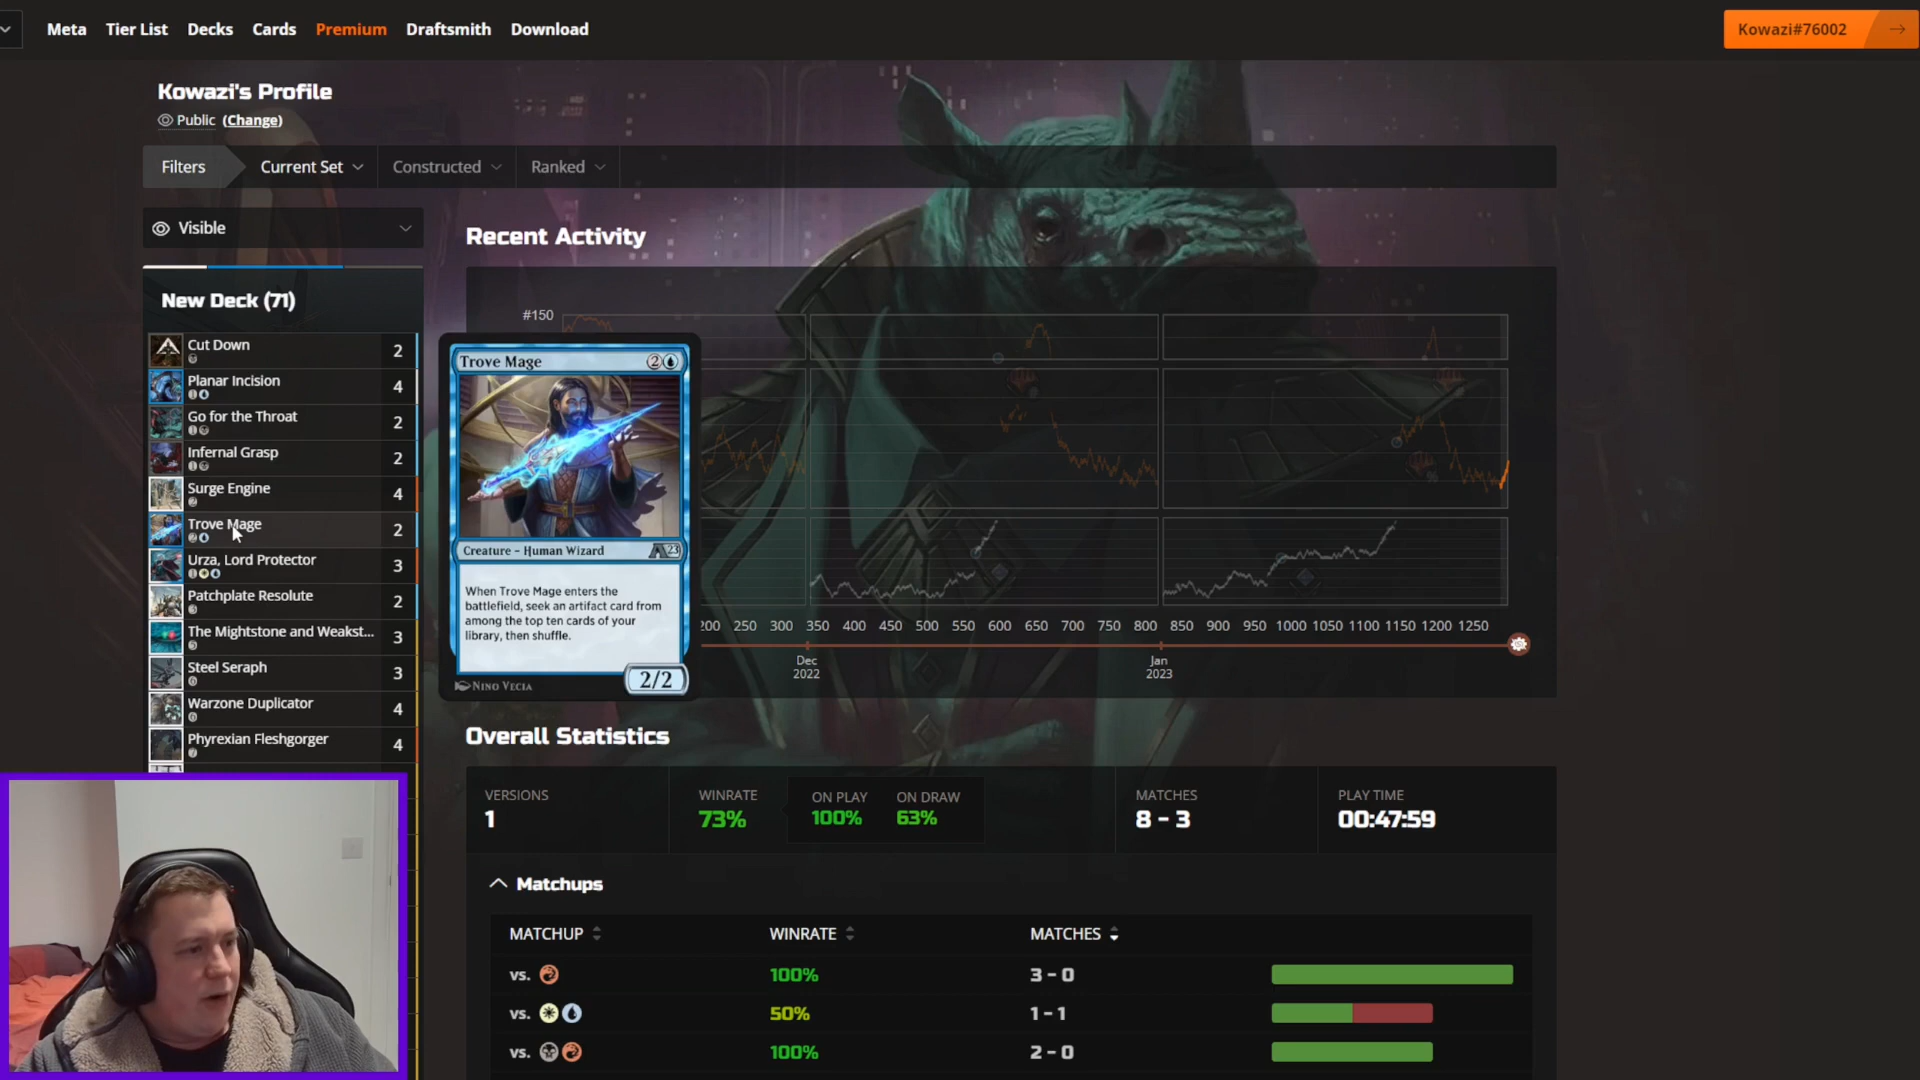 Meta Tier List Decks Cards Premium Draftsmith Download
Kowazi#76002
Kowazi's Profile
Public (Change)
Filters Current Set Constructed Ranked
Visible
New Deck (71)
Cut Down 2
Planar Incision 4
Go for the Throat 2
Infernal Grasp 2
Surge Engine 4
Trove Mage 2
Urza, Lord Protector 3
Patchplate Resolute 2
The Mightstone and Weakst... 3
Steel Seraph 3
Warzone Duplicator 4
Phyrexian Fleshgorger 4
Recent Activity
#150
Trove Mage 2
Creature – Human Wizard A23
When Trove Mage enters the
battlefield, seek an artifact card from
among the top ten cards of your
library, then shuffle.
2/2
Nino Vecia
200 250 300 350 400 450 500 550 600 650 700 750 800 850 900 950 1000 1050 1100 1150 1200 1250
Dec
2022
Jan
2023
Overall Statistics
VERSIONS
1
WINRATE
73%
ON PLAY
100%
ON DRAW
63%
MATCHES
8 - 3
PLAY TIME
00:47:59
Matchups
MATCHUP WINRATE MATCHES
vs. 100% 3 - 0
vs. 50% 1 - 1
vs. 100% 2 - 0